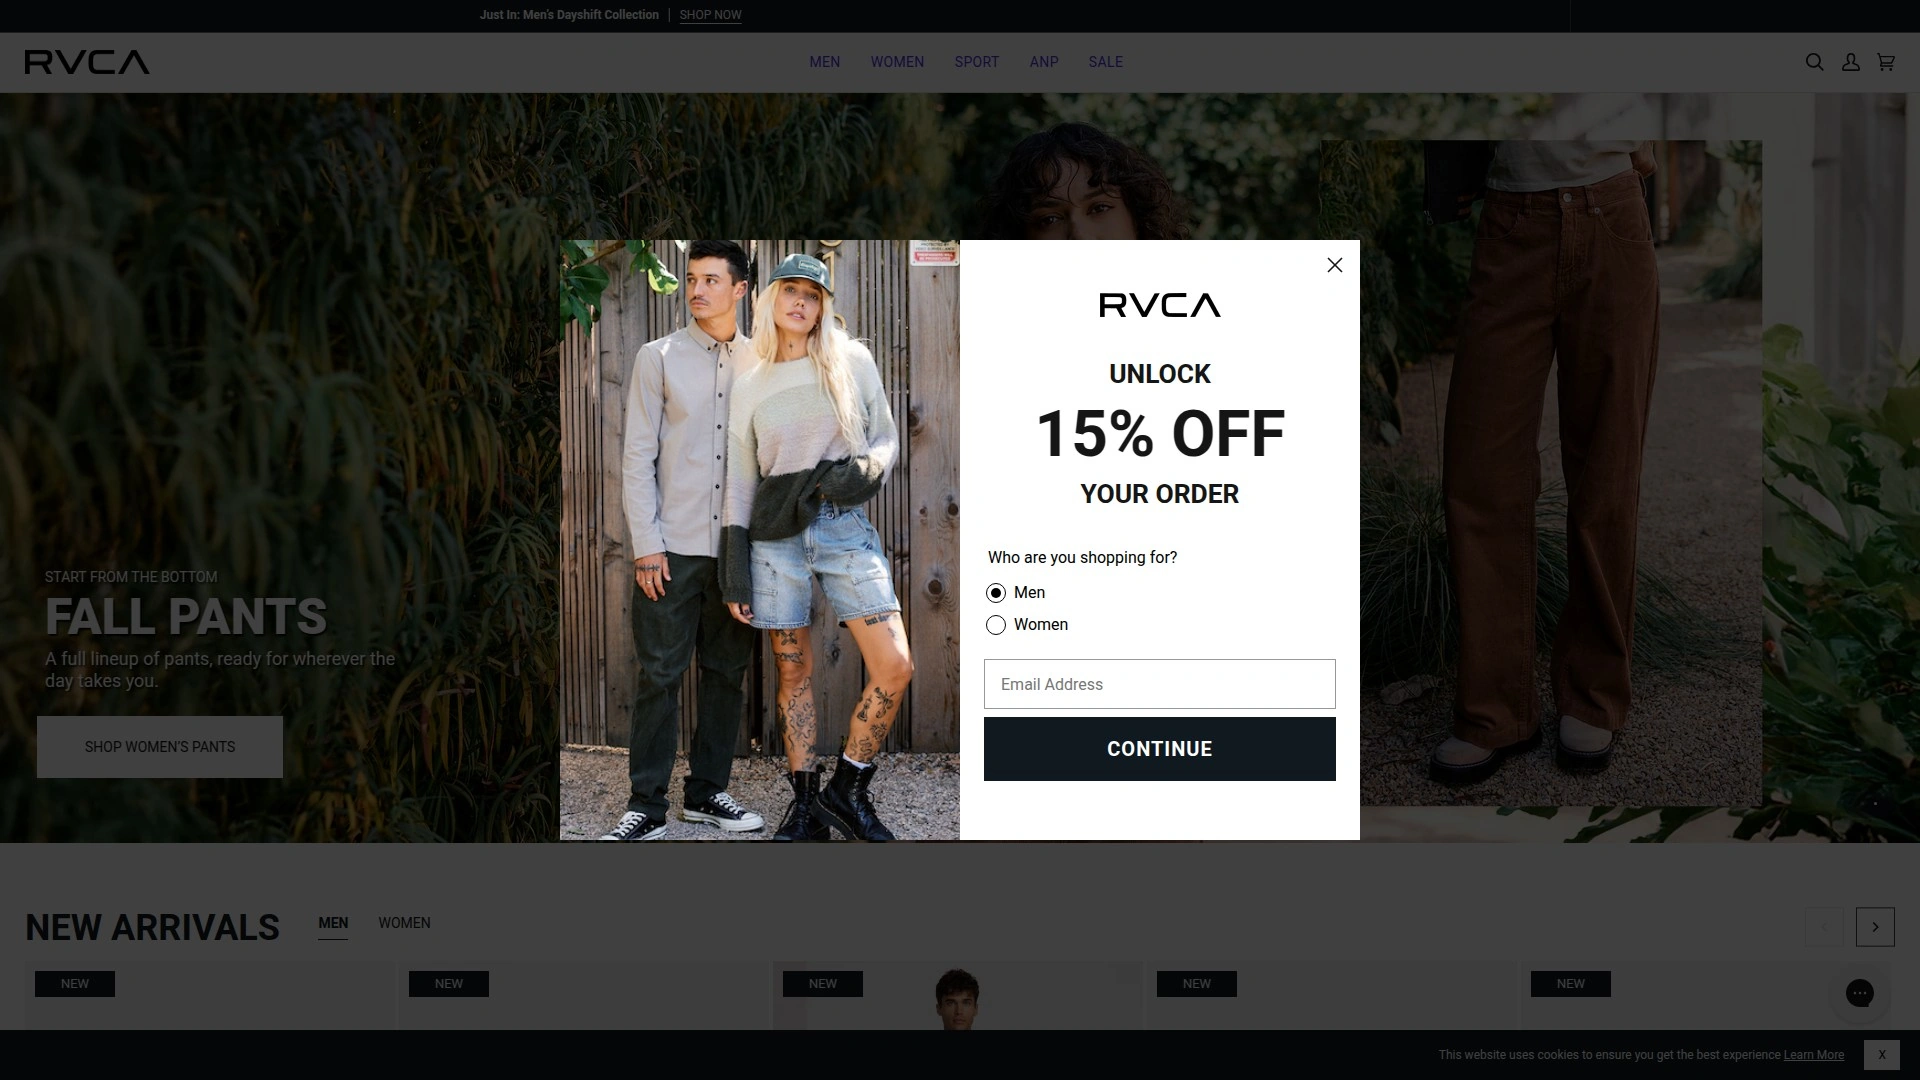 Just In: Men's Dayshift Collection | SHOP NOW
RVCA
MEN WOMEN SPORT ANP SALE
START FROM THE BOTTOM
FALL PANTS
A full lineup of pants, ready for wherever the
day takes you.
SHOP WOMEN'S PANTS
RVCA
UNLOCK
15% OFF
YOUR ORDER
Who are you shopping for?
Men
Women
Email Address
CONTINUE
NEW ARRIVALS MEN WOMEN
NEW NEW NEW NEW NEW
This website uses cookies to ensure you get the best experience Learn More X